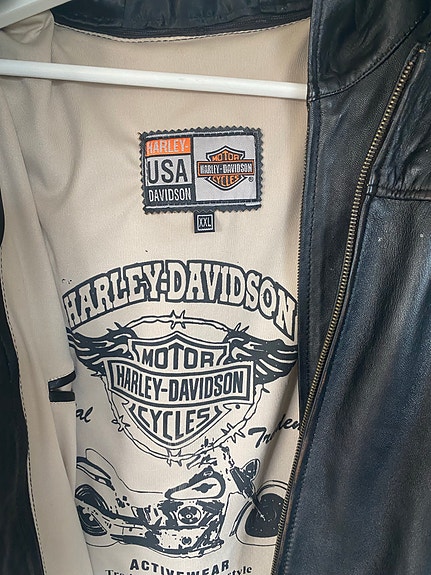 HARLEY-
USA
DAVIDSON
MOTOR
HARLEY-DAVIDSON
CYCLES
®
XXL
HARLEY-DAVIDSON
MOTOR
HARLEY-DAVIDSON
CYCLES
ACTIVEWEAR